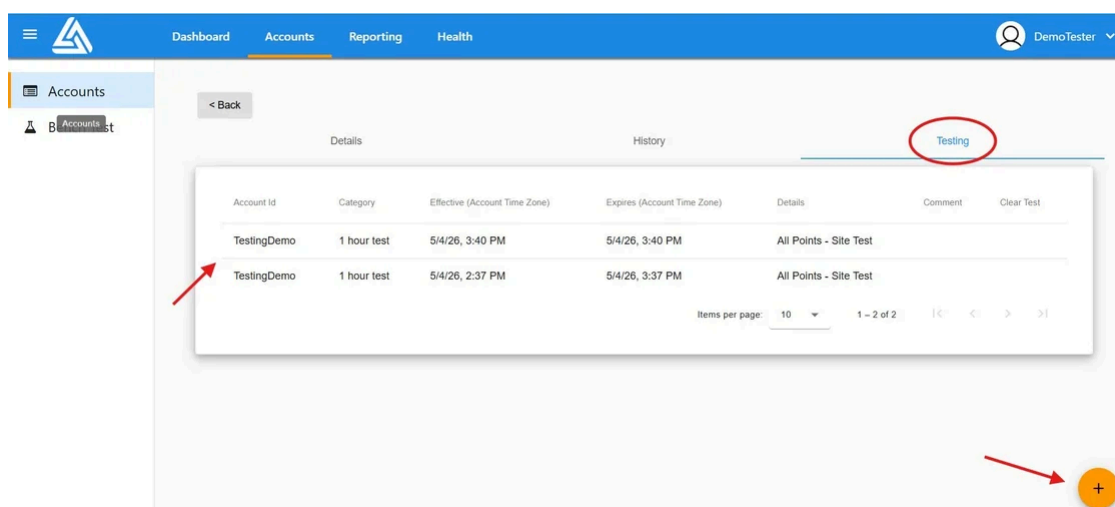 Dashboard Accounts Reporting Health DemoTester
Accounts
Accounts
< Back
Details History Testing
Account Id Category Effective (Account Time Zone) Expires (Account Time Zone) Details Comment Clear Test
TestingDemo 1 hour test 5/4/26, 3:40 PM 5/4/26, 3:40 PM All Points - Site Test
TestingDemo 1 hour test 5/4/26, 2:37 PM 5/4/26, 3:37 PM All Points - Site Test
Items per page: 10 1 – 2 of 2
+